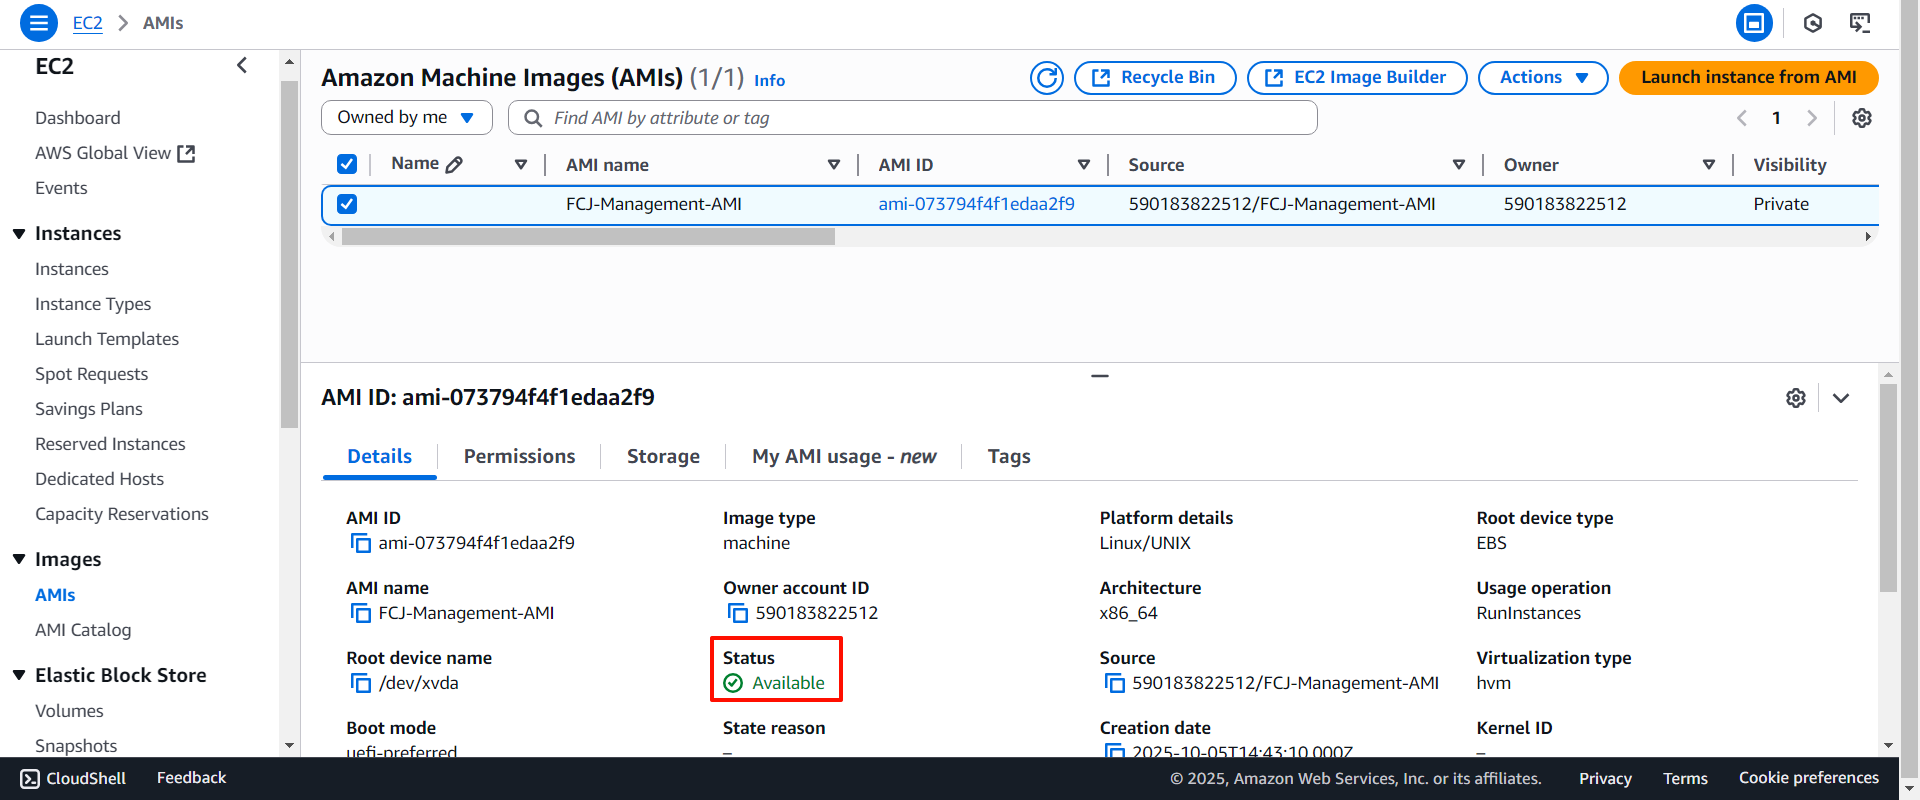 EC2 > AMIs
EC2
Dashboard
AWS Global View
Events
Instances
Instances
Instance Types
Launch Templates
Spot Requests
Savings Plans
Reserved Instances
Dedicated Hosts
Capacity Reservations
Images
AMIs
AMI Catalog
Elastic Block Store
Volumes
Snapshots
Amazon Machine Images (AMIs) (1/1) Info
Recycle Bin
EC2 Image Builder
Actions
Launch instance from AMI
Owned by me
Find AMI by attribute or tag
1
Name AMI name AMI ID Source Owner Visibility
FCJ-Management-AMI ami-073794f4f1edaa2f9 590183822512/FCJ-Management-AMI 590183822512 Private
AMI ID: ami-073794f4f1edaa2f9
Details Permissions Storage My AMI usage - new Tags
AMI ID
ami-073794f4f1edaa2f9
Image type
machine
Platform details
Linux/UNIX
Root device type
EBS
AMI name
FCJ-Management-AMI
Owner account ID
590183822512
Architecture
x86_64
Usage operation
RunInstances
Root device name
/dev/xvda
Status
Available
Source
590183822512/FCJ-Management-AMI
Virtualization type
hvm
Boot mode
uefi-preferred
State reason
–
Creation date
2025-10-05T14:43:10.000Z
Kernel ID
–
CloudShell Feedback
© 2025, Amazon Web Services, Inc. or its affiliates. Privacy Terms Cookie preferences